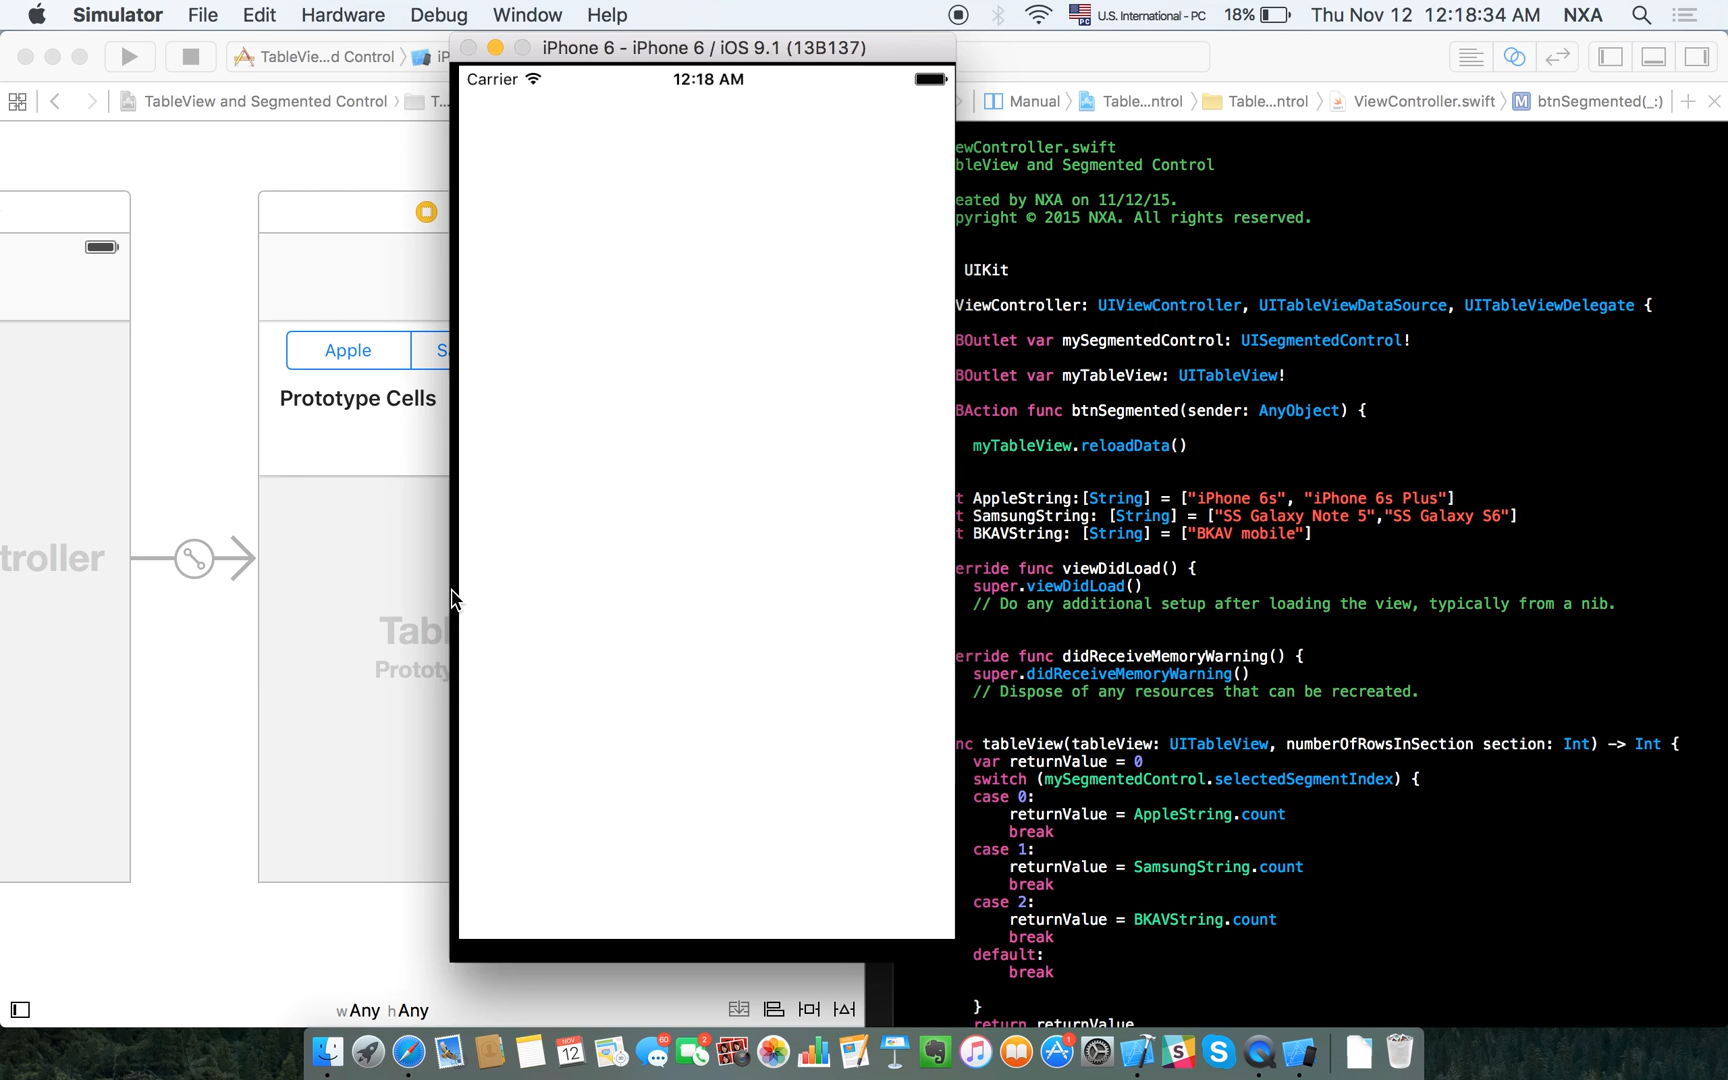 Simulator File Edit Hardware Debug Window Help U.S. International - PC 18% Thu Nov 12 12:18:34 AM NXA
TableVie...d Control
iPhone 6 - iPhone 6 / iOS 9.1 (13B137)
TableView and Segmented Control T...
Manual Table...ntrol Table...ntrol ViewController.swift M btnSegmented(_:)
Carrier 12:18 AM
Apple
Prototype Cells
troller
Tabl
Prototy
ewController.swift
bleView and Segmented Control
eated by NXA on 11/12/15.
pyright © 2015 NXA. All rights reserved.
UIKit
ViewController: UIViewController, UITableViewDataSource, UITableViewDelegate {
BOutlet var mySegmentedControl: UISegmentedControl!
BOutlet var myTableView: UITableView!
BAction func btnSegmented(sender: AnyObject) {
myTableView.reloadData()
t AppleString:[String] = ["iPhone 6s", "iPhone 6s Plus"]
t SamsungString: [String] = ["SS Galaxy Note 5","SS Galaxy S6"]
t BKAVString: [String] = ["BKAV mobile"]
erride func viewDidLoad() {
super.viewDidLoad()
// Do any additional setup after loading the view, typically from a nib.
erride func didReceiveMemoryWarning() {
super.didReceiveMemoryWarning()
// Dispose of any resources that can be recreated.
nc tableView(tableView: UITableView, numberOfRowsInSection section: Int) -> Int {
var returnValue = 0
switch (mySegmentedControl.selectedSegmentIndex) {
case 0:
returnValue = AppleString.count
break
case 1:
returnValue = SamsungString.count
break
case 2:
returnValue = BKAVString.count
break
default:
break
}
return returnValue
wAny hAny
NOV 12 60 2 1